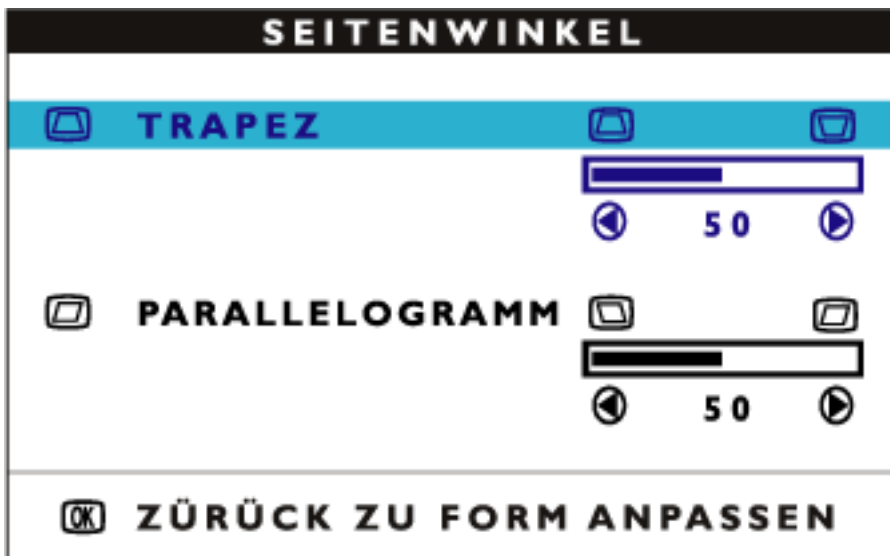 SEITENWINKEL
TRAPEZ
50
PARALLELOGRAMM
50
OK ZÜRÜCK ZU FORM ANPASSEN